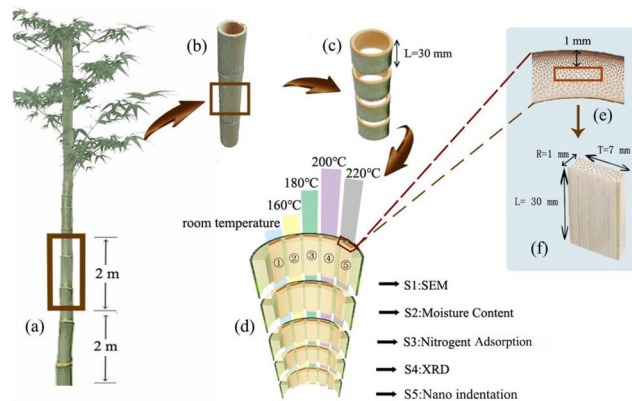 (a)
2 m
2 m
(b)
(c)
L=30 mm
room temperature
160℃
180℃
200℃
220℃
① ② ③ ④ ⑤
(d)
S1:SEM
S2:Moisture Content
S3:Nitrogent Adsorption
S4:XRD
S5:Nano indentation
1 mm
(e)
R=1 mm
T=7 mm
L= 30 mm
(f)